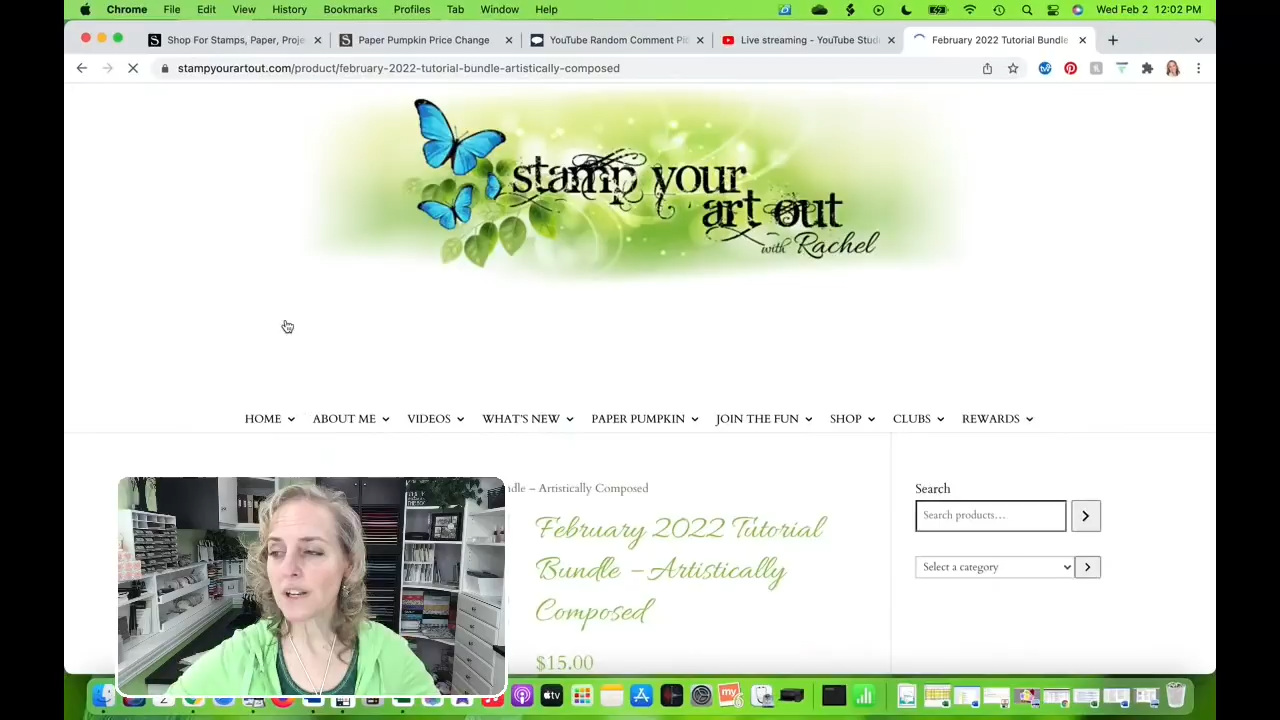 Chrome File Edit View History Bookmarks Profiles Tab Window Help Wed Feb 2 12:02 PM
Shop For Stamps, Paper, Proje Paper Pumpkin Price Change YouTube Random Comment Pic Live streaming - YouTube Stud February 2022 Tutorial Bundle
stampyourartout.com/product/february-2022-tutorial-bundle-artistically-composed
stamp your
art out
with Rachel
HOME ABOUT ME VIDEOS WHAT'S NEW PAPER PUMPKIN JOIN THE FUN SHOP CLUBS REWARDS
ndle – Artistically Composed
February 2022 Tutorial
Bundle – Artistically
Composed
$15.00
Search
Search products…
Select a category
tv
my